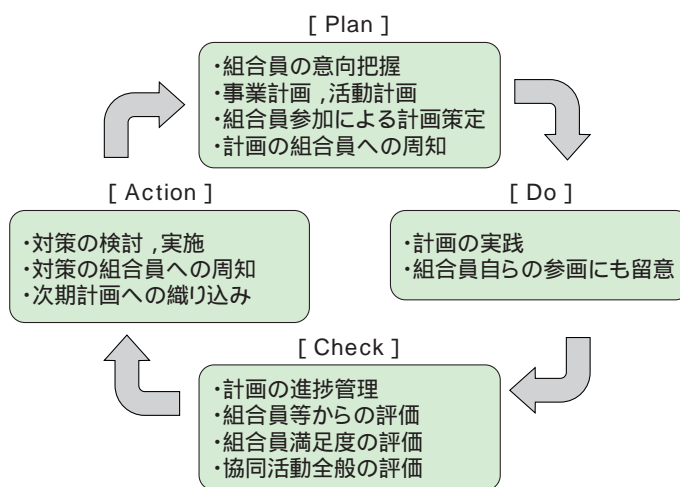 [ Plan ]
・組合員の意向把握
・事業計画 ,活動計画
・組合員参加による計画策定
・計画の組合員への周知
[ Action ]
・対策の検討 ,実施
・対策の組合員への周知
・次期計画への織り込み
[ Do ]
・計画の実践
・組合員自らの参画にも留意
[ Check ]
・計画の進捗管理
・組合員等からの評価
・組合員満足度の評価
・協同活動全般の評価